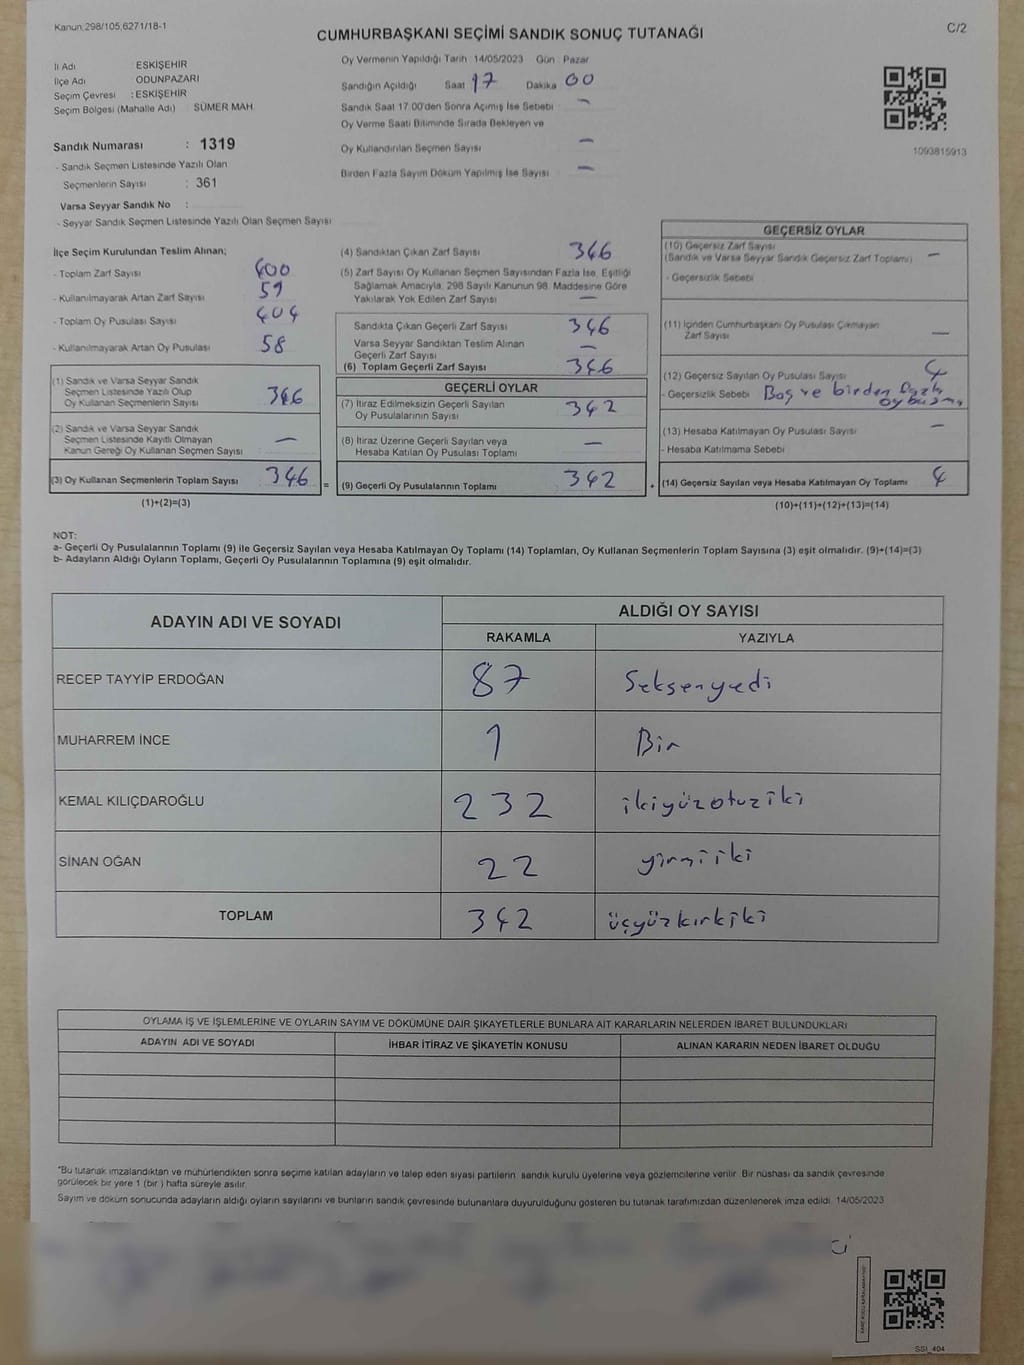 Kanun:298/105,6271/18-1
CUMHURBAŞKANI SEÇİMİ SANDIK SONUÇ TUTANAĞI
C/2
İl Adı : ESKİŞEHİR
İlçe Adı ODUNPAZARI
Seçim Çevresi : ESKİŞEHİR
Seçim Bölgesi (Mahalle Adı) SÜMER MAH.
Oy Vermenin Yapıldığı Tarih 14/05/2023 Gün Pazar
Sandığın Açıldığı Saat 17 Dakika 00
Sandık Saat 17:00'den Sonra Açımış İse Sebebi : —
Oy Verme Saati Bitiminde Sırada Bekleyen ve
Oy Kullandırılan Seçmen Sayısı —
Birden Fazla Sayım Döküm Yapılmış İse Sayısı —
1093815913
Sandık Numarası : 1319
- Sandık Seçmen Listesinde Yazılı Olan
Seçmenlerin Sayısı : 361
Varsa Seyyar Sandık No :
- Seyyar Sandık Seçmen Listesinde Yazılı Olan Seçmen Sayısı
İlçe Seçim Kurulundan Teslim Alınan;
- Toplam Zarf Sayısı 400
- Kullanılmayarak Artan Zarf Sayısı
- Toplam Oy Pusulası Sayısı 404
- Kullanılmayarak Artan Oy Pusulası 58
(1) Sandık ve Varsa Seyyar Sandık
Seçmen Listesinde Yazılı Olup
Oy Kullanan Seçmenlerin Sayısı 346
(2) Sandık ve Varsa Seyyar Sandık
Seçmen Listesinde Kayıtlı Olmayan
Kanun Gereği Oy Kullanan Seçmen Sayısı : —
(3) Oy Kullanan Seçmenlerin Toplam Sayısı 346
(1)+(2)=(3)
(4) Sandıktan Çıkan Zarf Sayısı 346
(5) Zarf Sayısı Oy Kullanan Seçmen Sayısından Fazla İse, Eşitliği
Sağlamak Amacıyla, 298 Sayılı Kanunun 98. Maddesine Göre
Yakılarak Yok Edilen Zarf Sayısı —
Sandıkta Çıkan Geçerli Zarf Sayısı 346
Varsa Seyyar Sandıktan Teslim Alınan
Geçerli Zarf Sayısı —
(6) Toplam Geçerli Zarf Sayısı 346
GEÇERLİ OYLAR
(7) İtiraz Edilmeksizin Geçerli Sayılan
Oy Pusulalarının Sayısı 342
(8) İtiraz Üzerine Geçerli Sayılan veya
Hesaba Katılan Oy Pusulası Toplamı —
= (9) Geçerli Oy Pusulalarının Toplamı 342
GEÇERSİZ OYLAR
(10) Geçersiz Zarf Sayısı
(Sandık ve Varsa Seyyar Sandık Geçersiz Zarf Toplamı) —
- Geçersizlik Sebebi
(11) İçinden Cumhurbaşkanı Oy Pusulası Çıkmayan
Zarf Sayısı —
(12) Geçersiz Sayılan Oy Pusulası Sayısı 4
- Geçersizlik Sebebi Boş ve birden fazla
(13) Hesaba Katılmayan Oy Pusulası Sayısı —
- Hesaba Katılmama Sebebi
+ (14) Geçersiz Sayılan veya Hesaba Katılmayan Oy Toplamı 4
(10)+(11)+(12)+(13)=(14)
NOT:
a- Geçerli Oy Pusulalarının Toplamı (9) ile Geçersiz Sayılan veya Hesaba Katılmayan Oy Toplamı (14) Toplamları, Oy Kullanan Seçmenlerin Toplam Sayısına (3) eşit olmalıdır. (9)+(14)=(3)
b- Adayların Aldığı Oyların Toplamı, Geçerli Oy Pusulalarının Toplamına (9) eşit olmalıdır.
ADAYIN ADI VE SOYADI ALDIĞI OY SAYISI
RAKAMLA YAZIYLA
RECEP TAYYİP ERDOĞAN 87 Seksenyedi
MUHARREM İNCE 1 Bir
KEMAL KILIÇDAROĞLU 232 ikiyüzotuziki
SİNAN OĞAN 22 yirmiiki
TOPLAM 342 üçyüzkırkiki
OYLAMA İŞ VE İŞLEMLERİNE VE OYLARIN SAYIM VE DÖKÜMÜNE DAİR ŞİKAYETLERLE BUNLARA AİT KARARLARIN NELERDEN İBARET BULUNDUKLARI
ADAYIN ADI VE SOYADI İHBAR İTİRAZ VE ŞİKAYETİN KONUSU ALINAN KARARIN NEDEN İBARET OLDUĞU
"Bu tutanak imzalandıktan ve mühürlendikten sonra seçime katılan adayların ve talep eden siyasi partilerin sandık kurulu üyelerine veya gözlemcilerine verilir. Bir nüshası da sandık çevresinde
görülecek bir yere 1 (bir ) hafta süreyle asılır.
Sayım ve döküm sonucunda adayların aldığı oyların sayılarını ve bunların sandık çevresinde bulunanlara duyurulduğunu gösteren bu tutanak tarafımızdan düzenlenerek imza edildi. 14/05/2023
SSİ_404